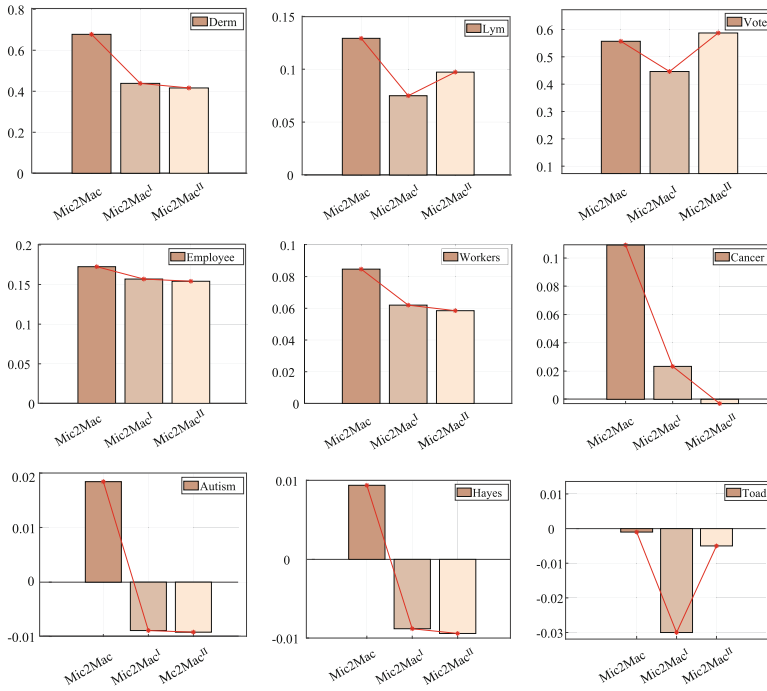 0.8
0.6
0.4
0.2
0
Derm
Mic2Mac
Mic2Mac^I
Mic2Mac^II
0.15
0.1
0.05
0
Lym
Mic2Mac
Mic2Mac^I
Mic2Mac^II
0.6
0.5
0.4
0.3
0.2
0.1
Vote
Mic2Mac
Mic2Mac^I
Mic2Mac^II
0.2
0.15
0.1
0.05
0
Employee
Mic2Mac
Mic2Mac^I
Mic2Mac^II
0.1
0.08
0.06
0.04
0.02
0
Workers
Mic2Mac
Mic2Mac^I
Mic2Mac^II
0.1
0.08
0.06
0.04
0.02
0
Cancer
Mic2Mac
Mic2Mac^I
Mic2Mac^II
0.02
0.01
0
-0.01
Autism
Mic2Mac
Mic2Mac^I
Mic2Mac^II
0.01
0
-0.01
Hayes
Mic2Mac
Mic2Mac^I
Mic2Mac^II
0.01
0
-0.01
-0.02
-0.03
Toad
Mic2Mac
Mic2Mac^I
Mic2Mac^II